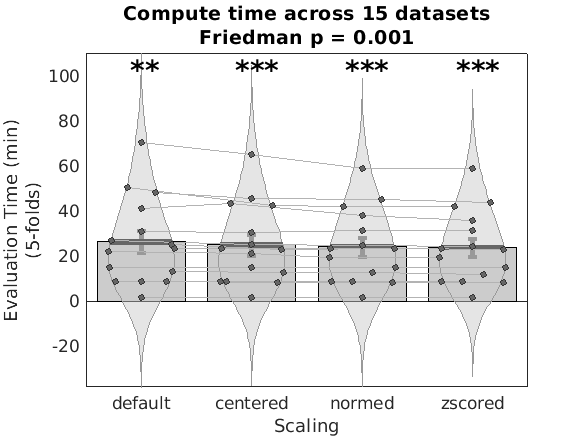 Compute time across 15 datasets
Friedman p = 0.001
** *** *** ***
100
80
60
40
20
0
-20
Evaluation Time (min)
(5-folds)
default centered normed zscored
Scaling